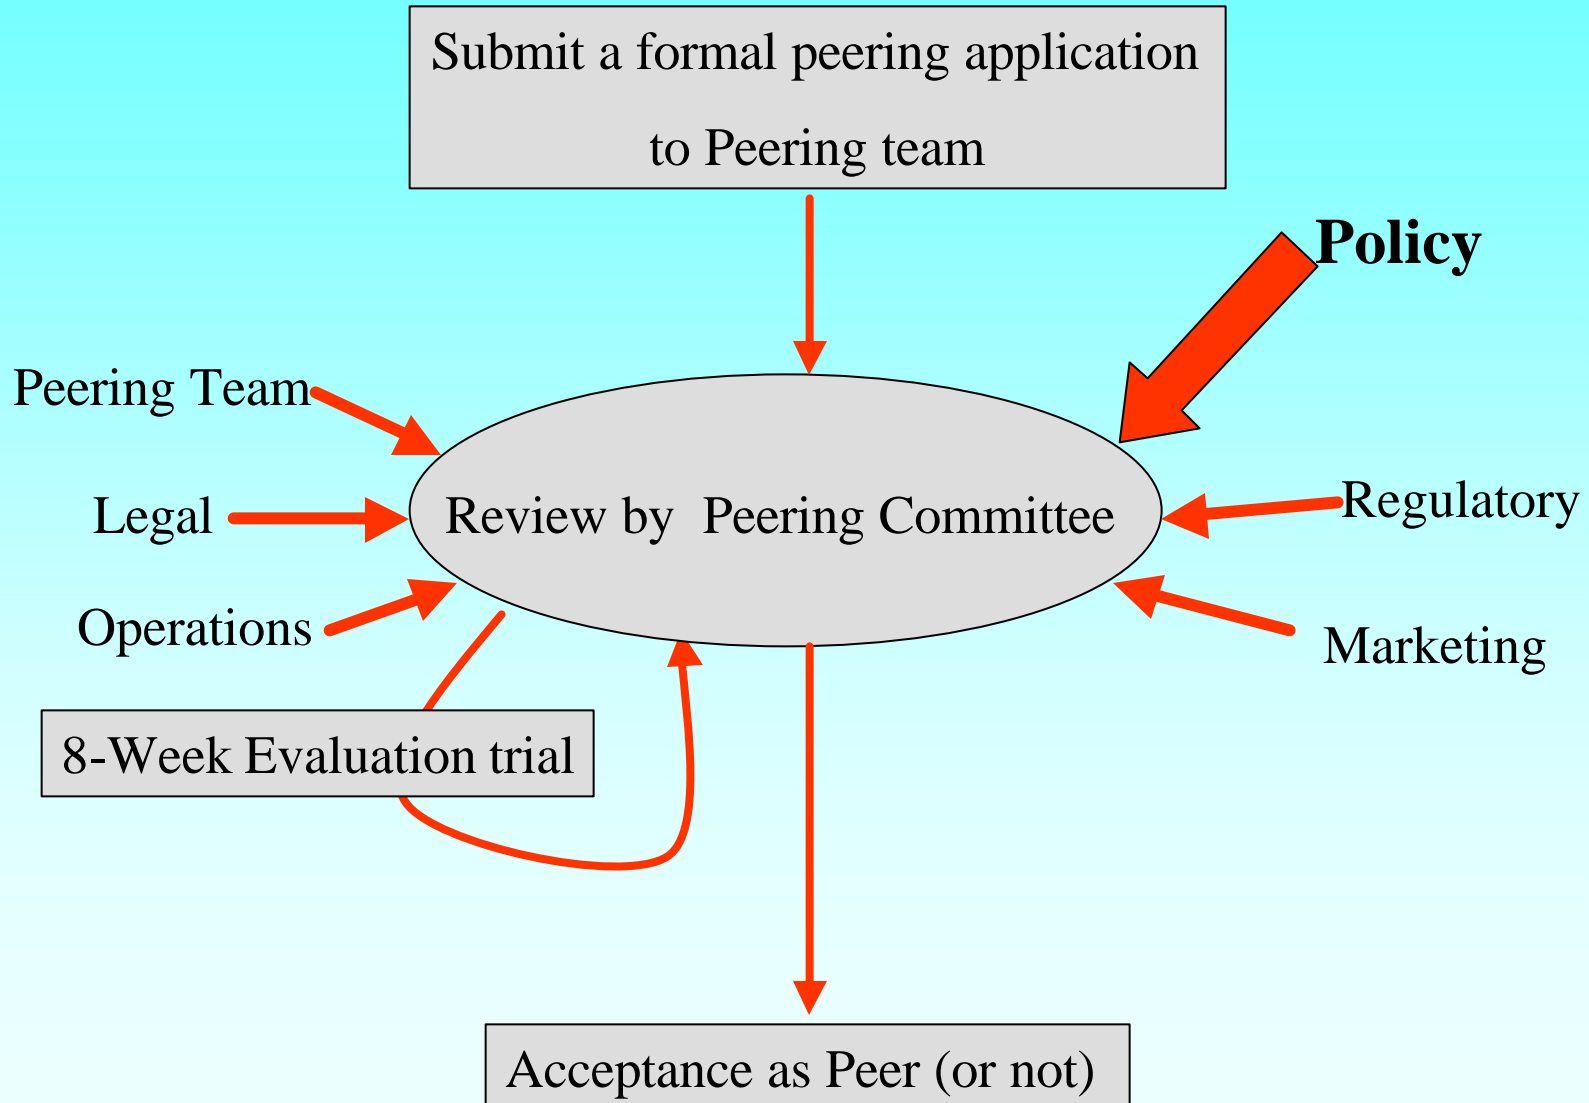 Submit a formal peering application
to Peering team
Policy
Peering Team
Legal
Review by Peering Committee
Regulatory
Operations
Marketing
8-Week Evaluation trial
Acceptance as Peer (or not)